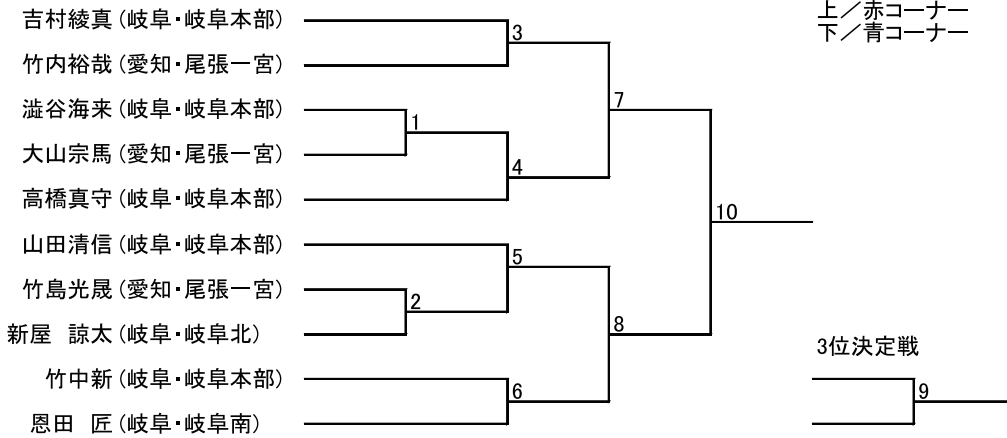 吉村綾真（岐阜・岐阜本部）
竹内裕哉（愛知・尾張一宮）
澁谷海来（岐阜・岐阜本部）
大山宗馬（愛知・尾張一宮）
高橋真守（岐阜・岐阜本部）
山田清信（岐阜・岐阜本部）
竹島光晟（愛知・尾張一宮）
新屋　諒太（岐阜・岐阜北）
竹中新（岐阜・岐阜本部）
恩田　匠（岐阜・岐阜南）
1
2
3
4
5
6
7
8
10
上／赤コーナー
下／青コーナー
3位決定戦
9